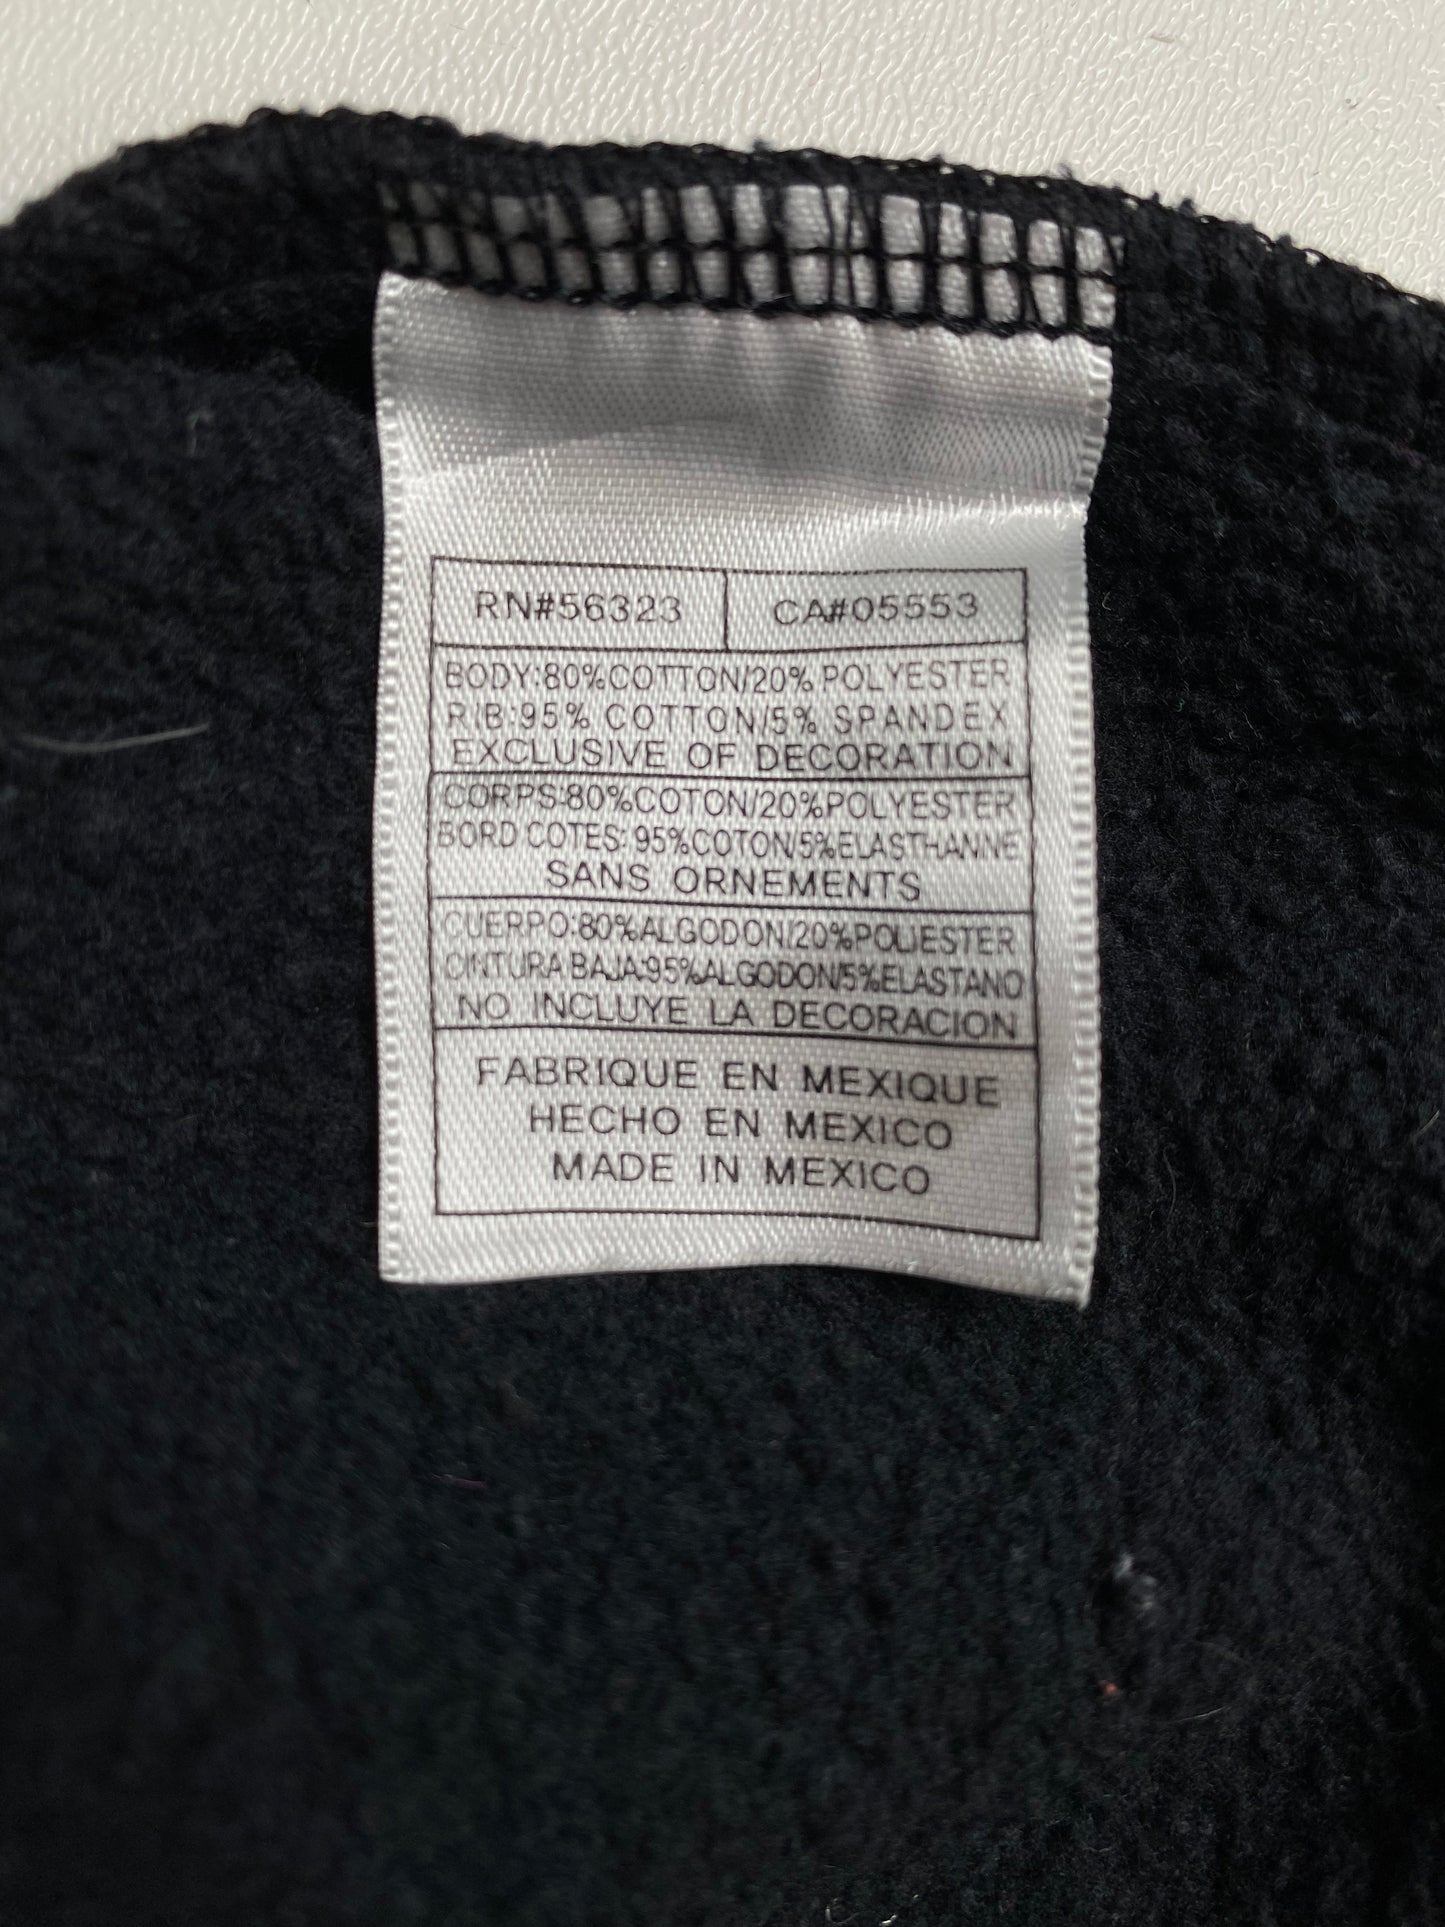 RN#56323 CA#05553
BODY:80%COTTON/20% POLYESTER
RIB:95% COTTON/5% SPANDEX
EXCLUSIVE OF DECORATION
CORPS:80%COTON/20%POLYESTER
BORD COTES: 95%COTON/5%ELASTHANNE
SANS ORNEMENTS
CUERPO:80%ALGODON/20%POLIESTER
CINTURA BAJA:95%ALGODON/5%ELASTANO
NO INCLUYE LA DECORACION
FABRIQUE EN MEXIQUE
HECHO EN MEXICO
MADE IN MEXICO